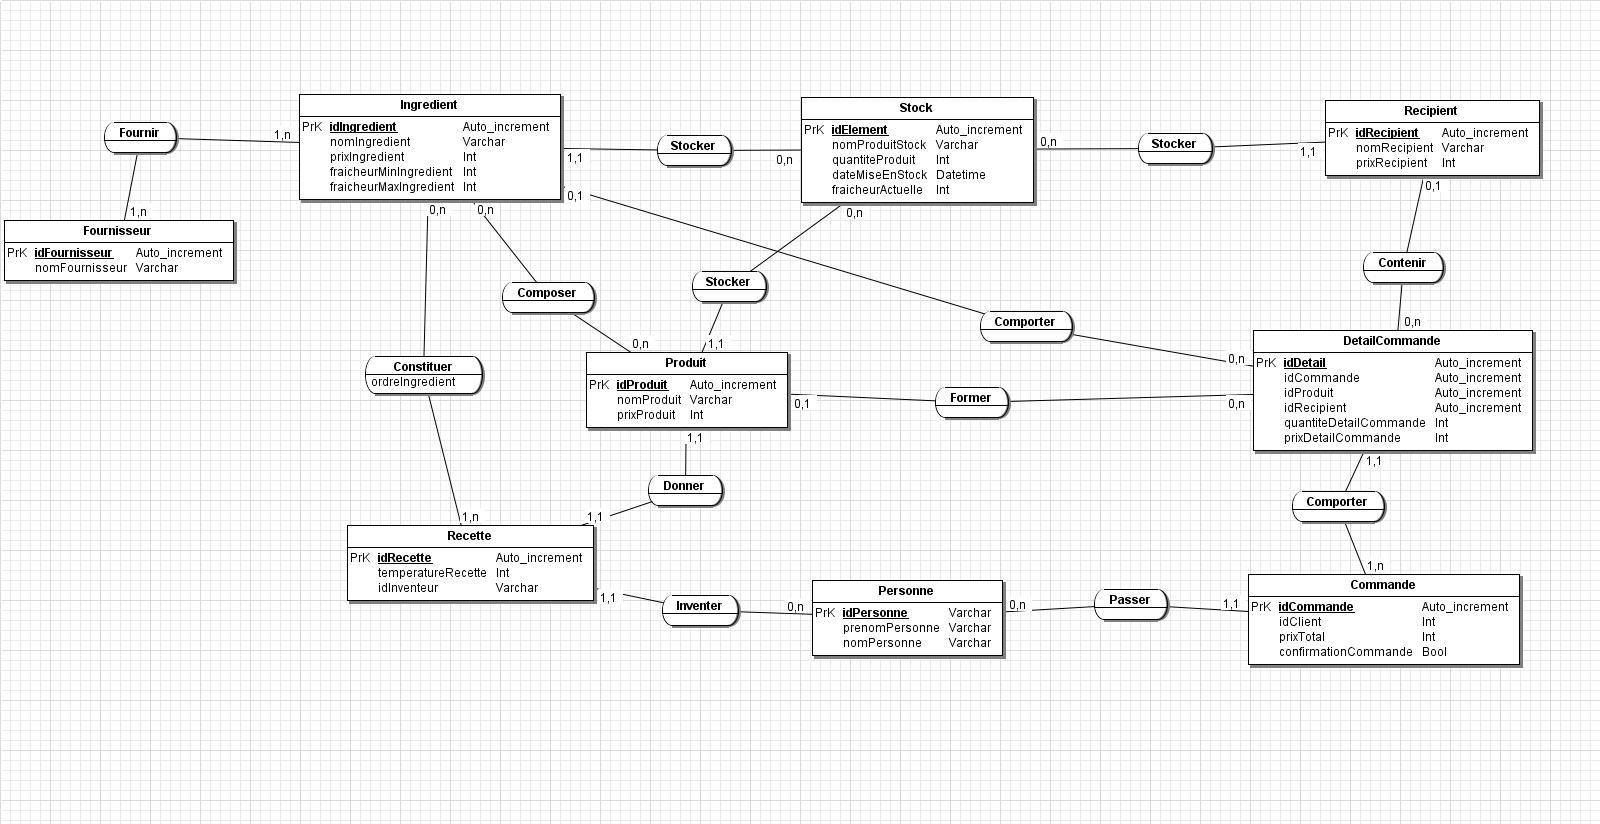 Fournir
1,n
1,n
Ingredient
PrK idIngredient Auto_increment
nomIngredient Varchar
prixIngredient Int
fraicheurMinIngredient Int
fraicheurMaxIngredient Int
1,1
Stocker
0,n
Stock
PrK idElement Auto_increment
nomProduitStock Varchar
quantiteProduit Int
dateMiseEnStock Datetime
fraicheurActuelle Int
0,n
Stocker
1,1
Recipient
PrK idRecipient Auto_increment
nomRecipient Varchar
prixRecipient Int
Fournisseur
PrK idFournisseur Auto_increment
nomFournisseur Varchar
0,n
0,n
0,1
0,n
0,1
Composer
Stocker
Contenir
Comporter
0,n
1,1
0,n
0,n
Constituer
ordreIngredient
Produit
PrK idProduit Auto_increment
nomProduit Varchar
prixProduit Int
0,1
Former
0,n
DetailCommande
PrK idDetail Auto_increment
idCommande Auto_increment
idProduit Auto_increment
idRecipient Auto_increment
quantiteDetailCommande Int
prixDetailCommande Int
1,1
1,1
Donner
Comporter
1,n
1,1
1,n
Recette
PrK idRecette Auto_increment
temperatureRecette Int
idInventeur Varchar
1,1
Inventer
0,n
Personne
PrK idPersonne Varchar
prenomPersonne Varchar
nomPersonne Varchar
0,n
Passer
1,1
Commande
PrK idCommande Auto_increment
idClient Int
prixTotal Int
confirmationCommande Bool